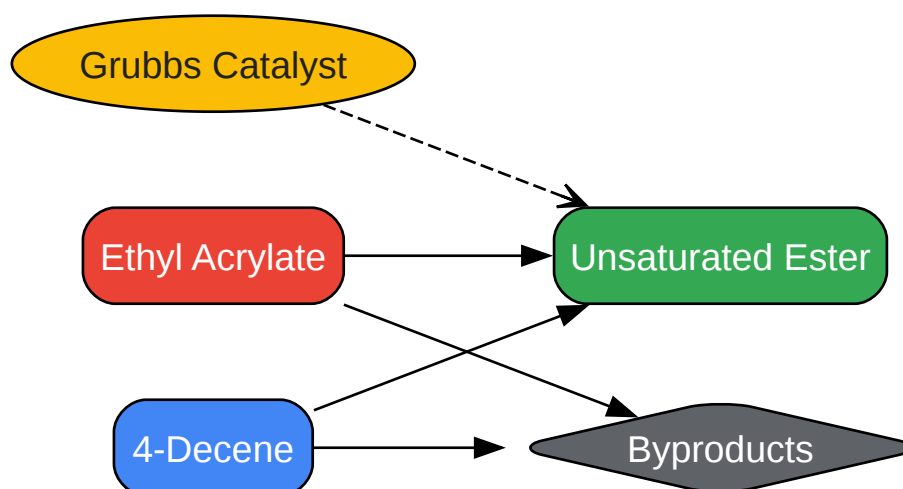 Grubbs Catalyst
Ethyl Acrylate
Unsaturated Ester
4-Decene
Byproducts